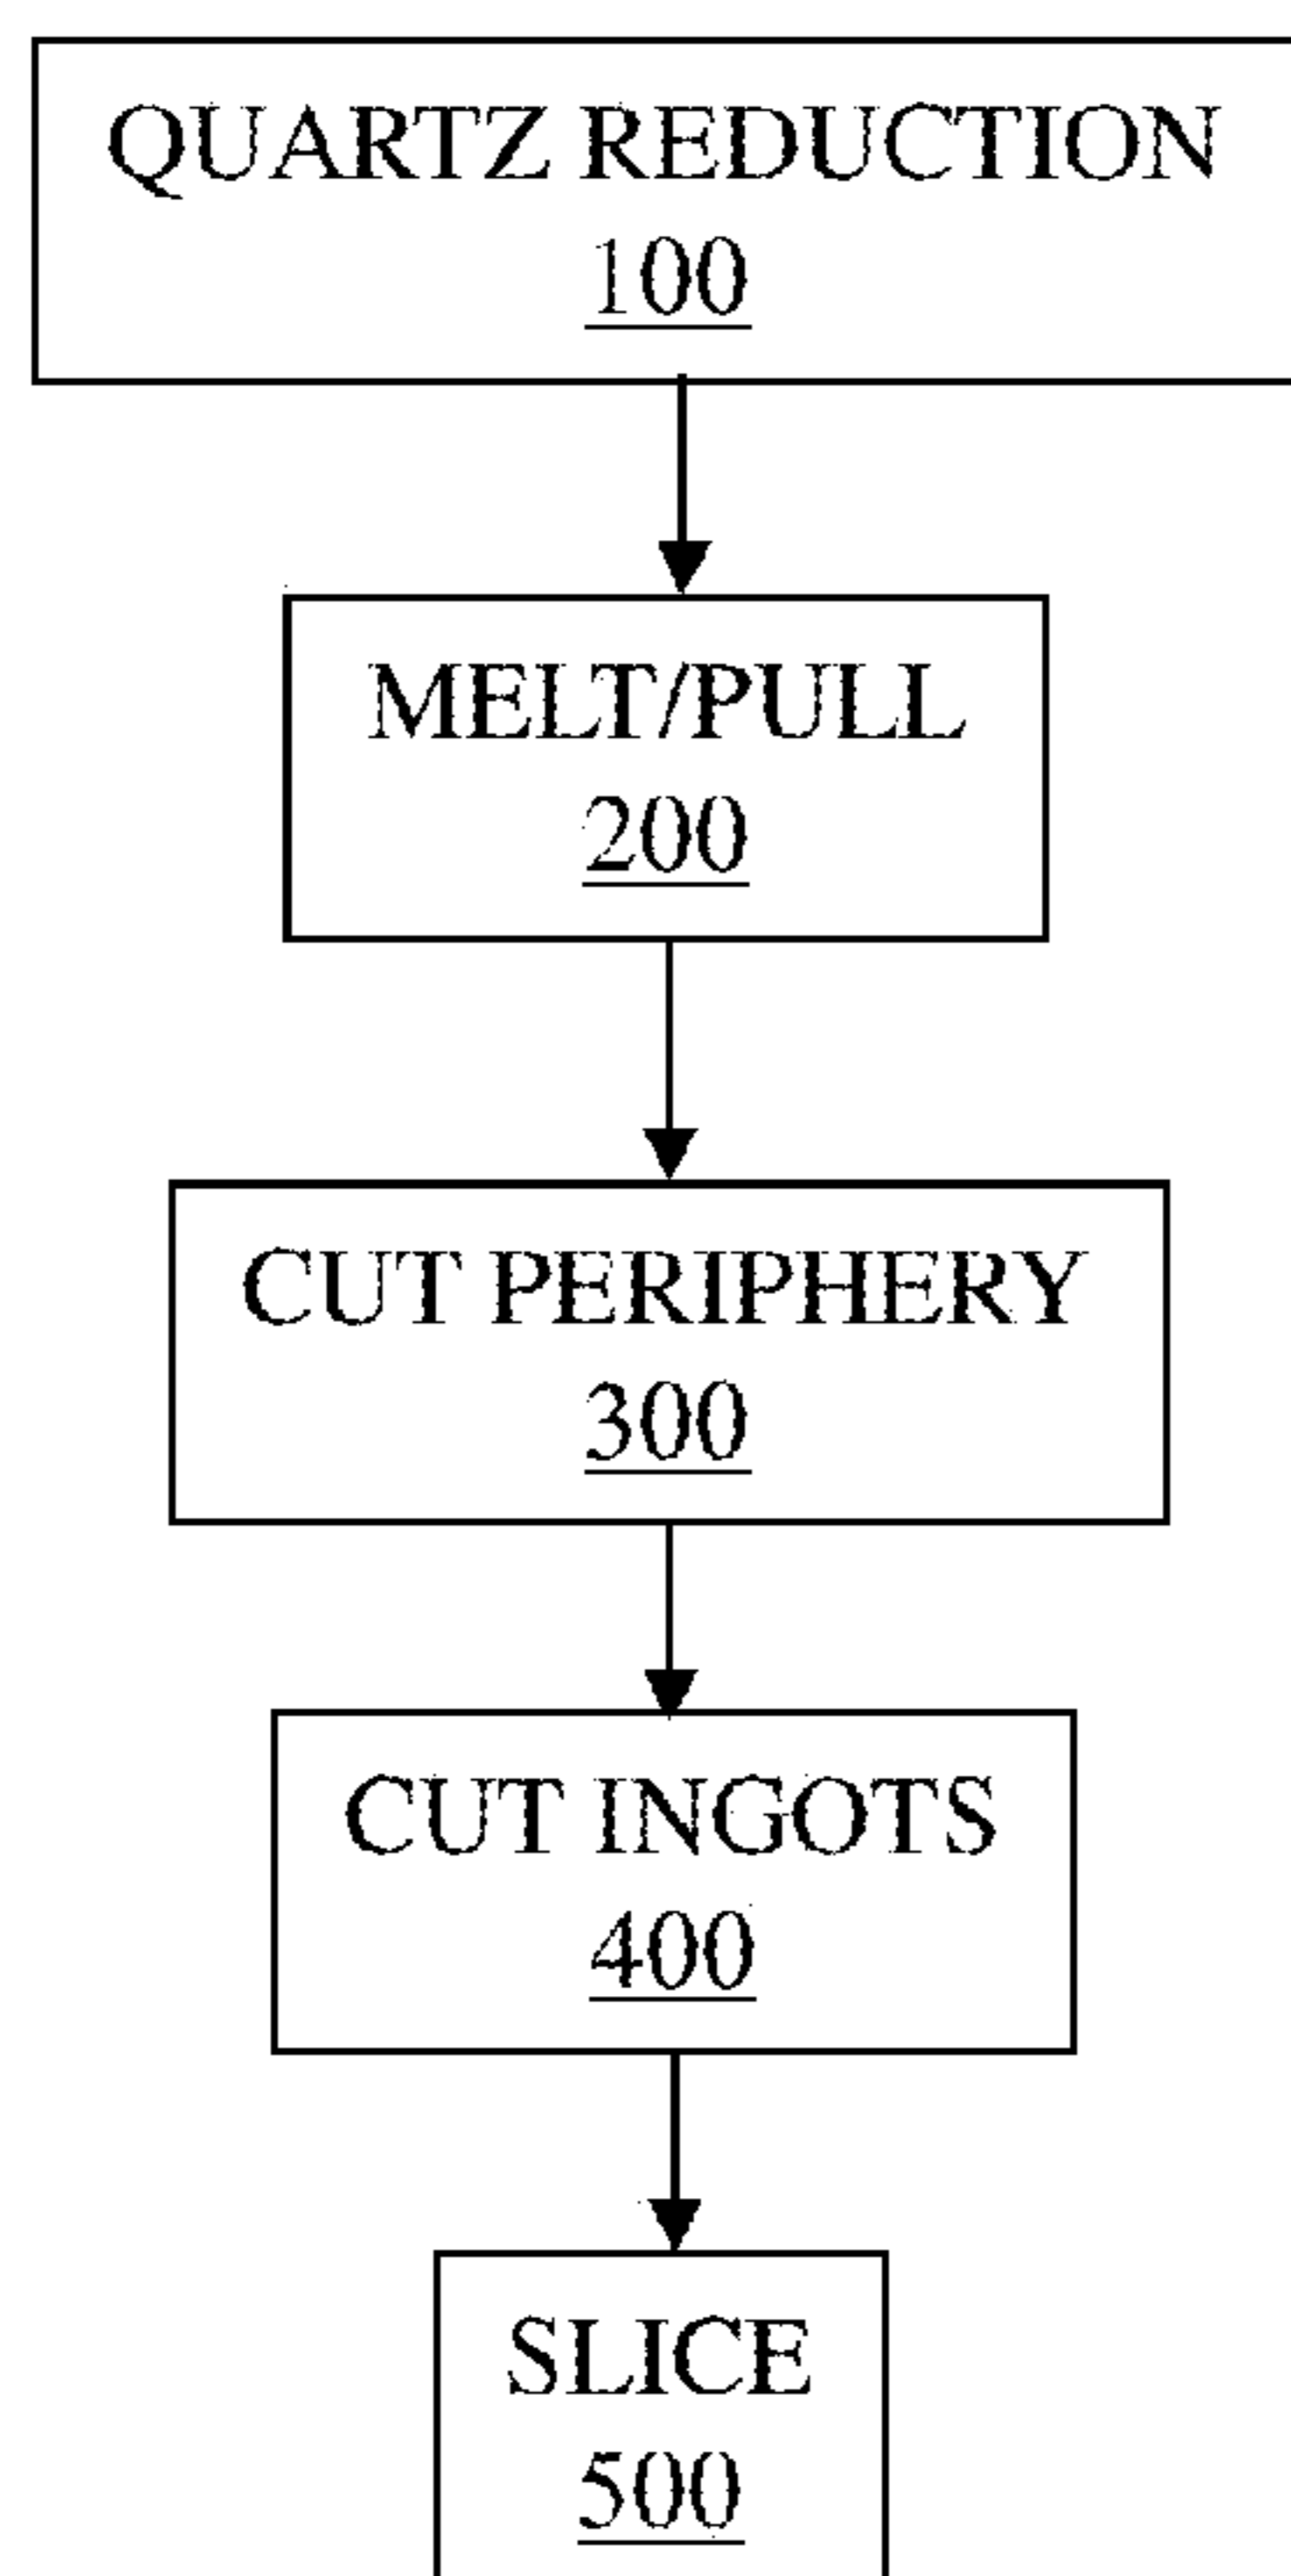 QUARTZ REDUCTION
100
MELT/PULL
200
CUT PERIPHERY
300
CUT INGOTS
400
SLICE
500